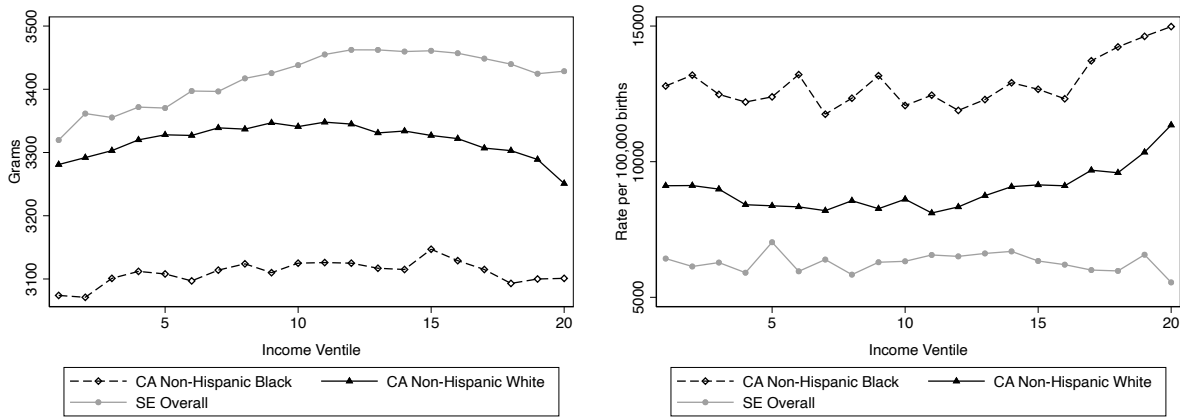 3500
3400
3300
3200
3100
Grams
5
10
15
20
Income Ventile
CA Non-Hispanic Black
CA Non-Hispanic White
SE Overall
15000
10000
5000
Rate per 100,000 births
5
10
15
20
Income Ventile
CA Non-Hispanic Black
CA Non-Hispanic White
SE Overall